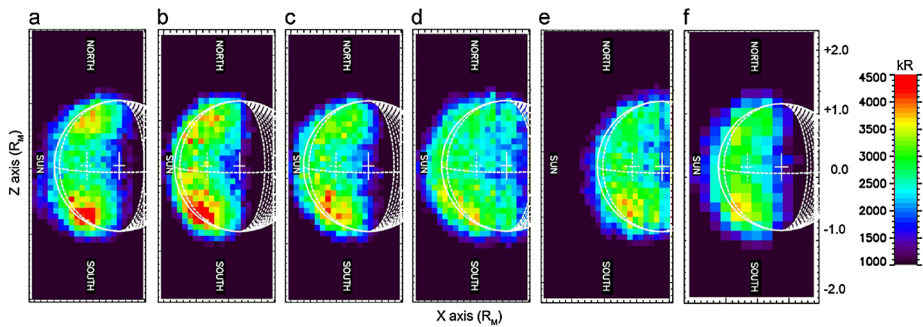 a b c d e f
NORTH NORTH NORTH NORTH NORTH NORTH
SUN SUN SUN SUN SUN SUN
SOUTH SOUTH SOUTH SOUTH SOUTH SOUTH
Z axis (R_M)
X axis (R_M)
+2.0
+1.0
0.0
-1.0
-2.0
kR
4500
4000
3500
3000
2500
2000
1500
1000